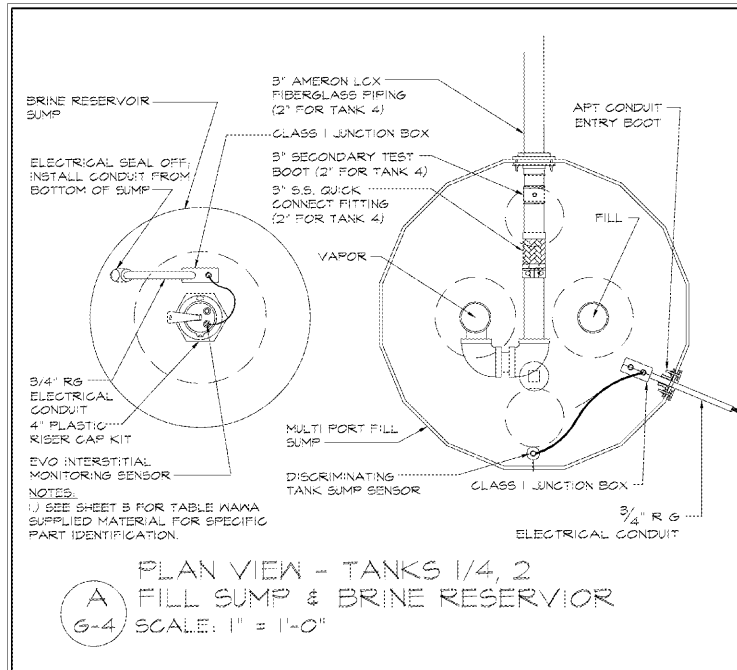 BRINE RESERVOIR
SUMP
ELECTRICAL SEAL OFF,
INSTALL CONDUIT FROM
BOTTOM OF SUMP
3" AMERON LCX
FIBERGLASS PIPING
(2" FOR TANK 4)
CLASS I JUNCTION BOX
3" SECONDARY TEST
BOOT (2" FOR TANK 4)
3" S.S. QUICK
CONNECT FITTING
(2" FOR TANK 4)
VAPOR
APT CONDUIT
ENTRY BOOT
FILL
3/4" RG
ELECTRICAL
CONDUIT
4" PLASTIC
RISER CAP KIT
EVO INTERSTITIAL
MONITORING SENSOR
NOTES:
1.) SEE SHEET 3 FOR TABLE WAWA
SUPPLIED MATERIAL FOR SPECIFIC
PART IDENTIFICATION.
MULTI PORT FILL
SUMP
DISCRIMINATING
TANK SUMP SENSOR
CLASS I JUNCTION BOX
3/4" R G
ELECTRICAL CONDUIT
PLAN VIEW - TANKS 1/4, 2
A FILL SUMP & BRINE RESERVIOR
G-4 SCALE: 1" = 1'-0"